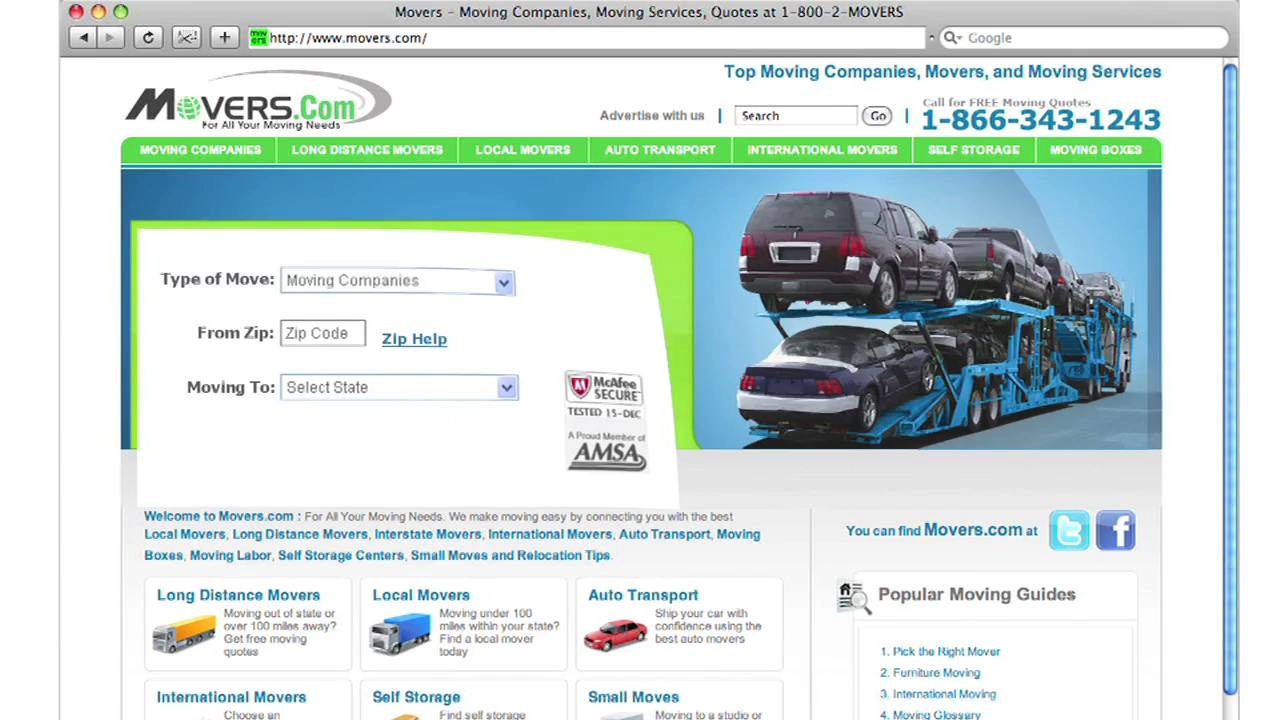 Movers - Moving Companies, Moving Services, Quotes at 1-800-2-MOVERS
mov
ers
http://www.movers.com/
Google
Top Moving Companies, Movers, and Moving Services
MOVERS.Com
For All Your Moving Needs
Advertise with us
Search
Go
Call for FREE Moving Quotes
1-866-343-1243
MOVING COMPANIES
LONG DISTANCE MOVERS
LOCAL MOVERS
AUTO TRANSPORT
INTERNATIONAL MOVERS
SELF STORAGE
MOVING BOXES
Type of Move: Moving Companies
From Zip: Zip Code Zip Help
Moving To: Select State
McAfee
SECURE™
TESTED 15-DEC
A Proud Member of
AMSA
Welcome to Movers.com : For All Your Moving Needs. We make moving easy by connecting you with the best
Local Movers, Long Distance Movers, Interstate Movers, International Movers, Auto Transport, Moving
Boxes, Moving Labor, Self Storage Centers, Small Moves and Relocation Tips.
You can find Movers.com at
Long Distance Movers
Moving out of state or
over 100 miles away?
Get free moving
quotes
Local Movers
Moving under 100
miles within your state?
Find a local mover
today
Auto Transport
Ship your car with
confidence using the
best auto movers
Popular Moving Guides
1. Pick the Right Mover
2. Furniture Moving
3. International Moving
4. Moving Glossary
International Movers
Choose an
Self Storage
Find self storage
Small Moves
Moving to a studio or